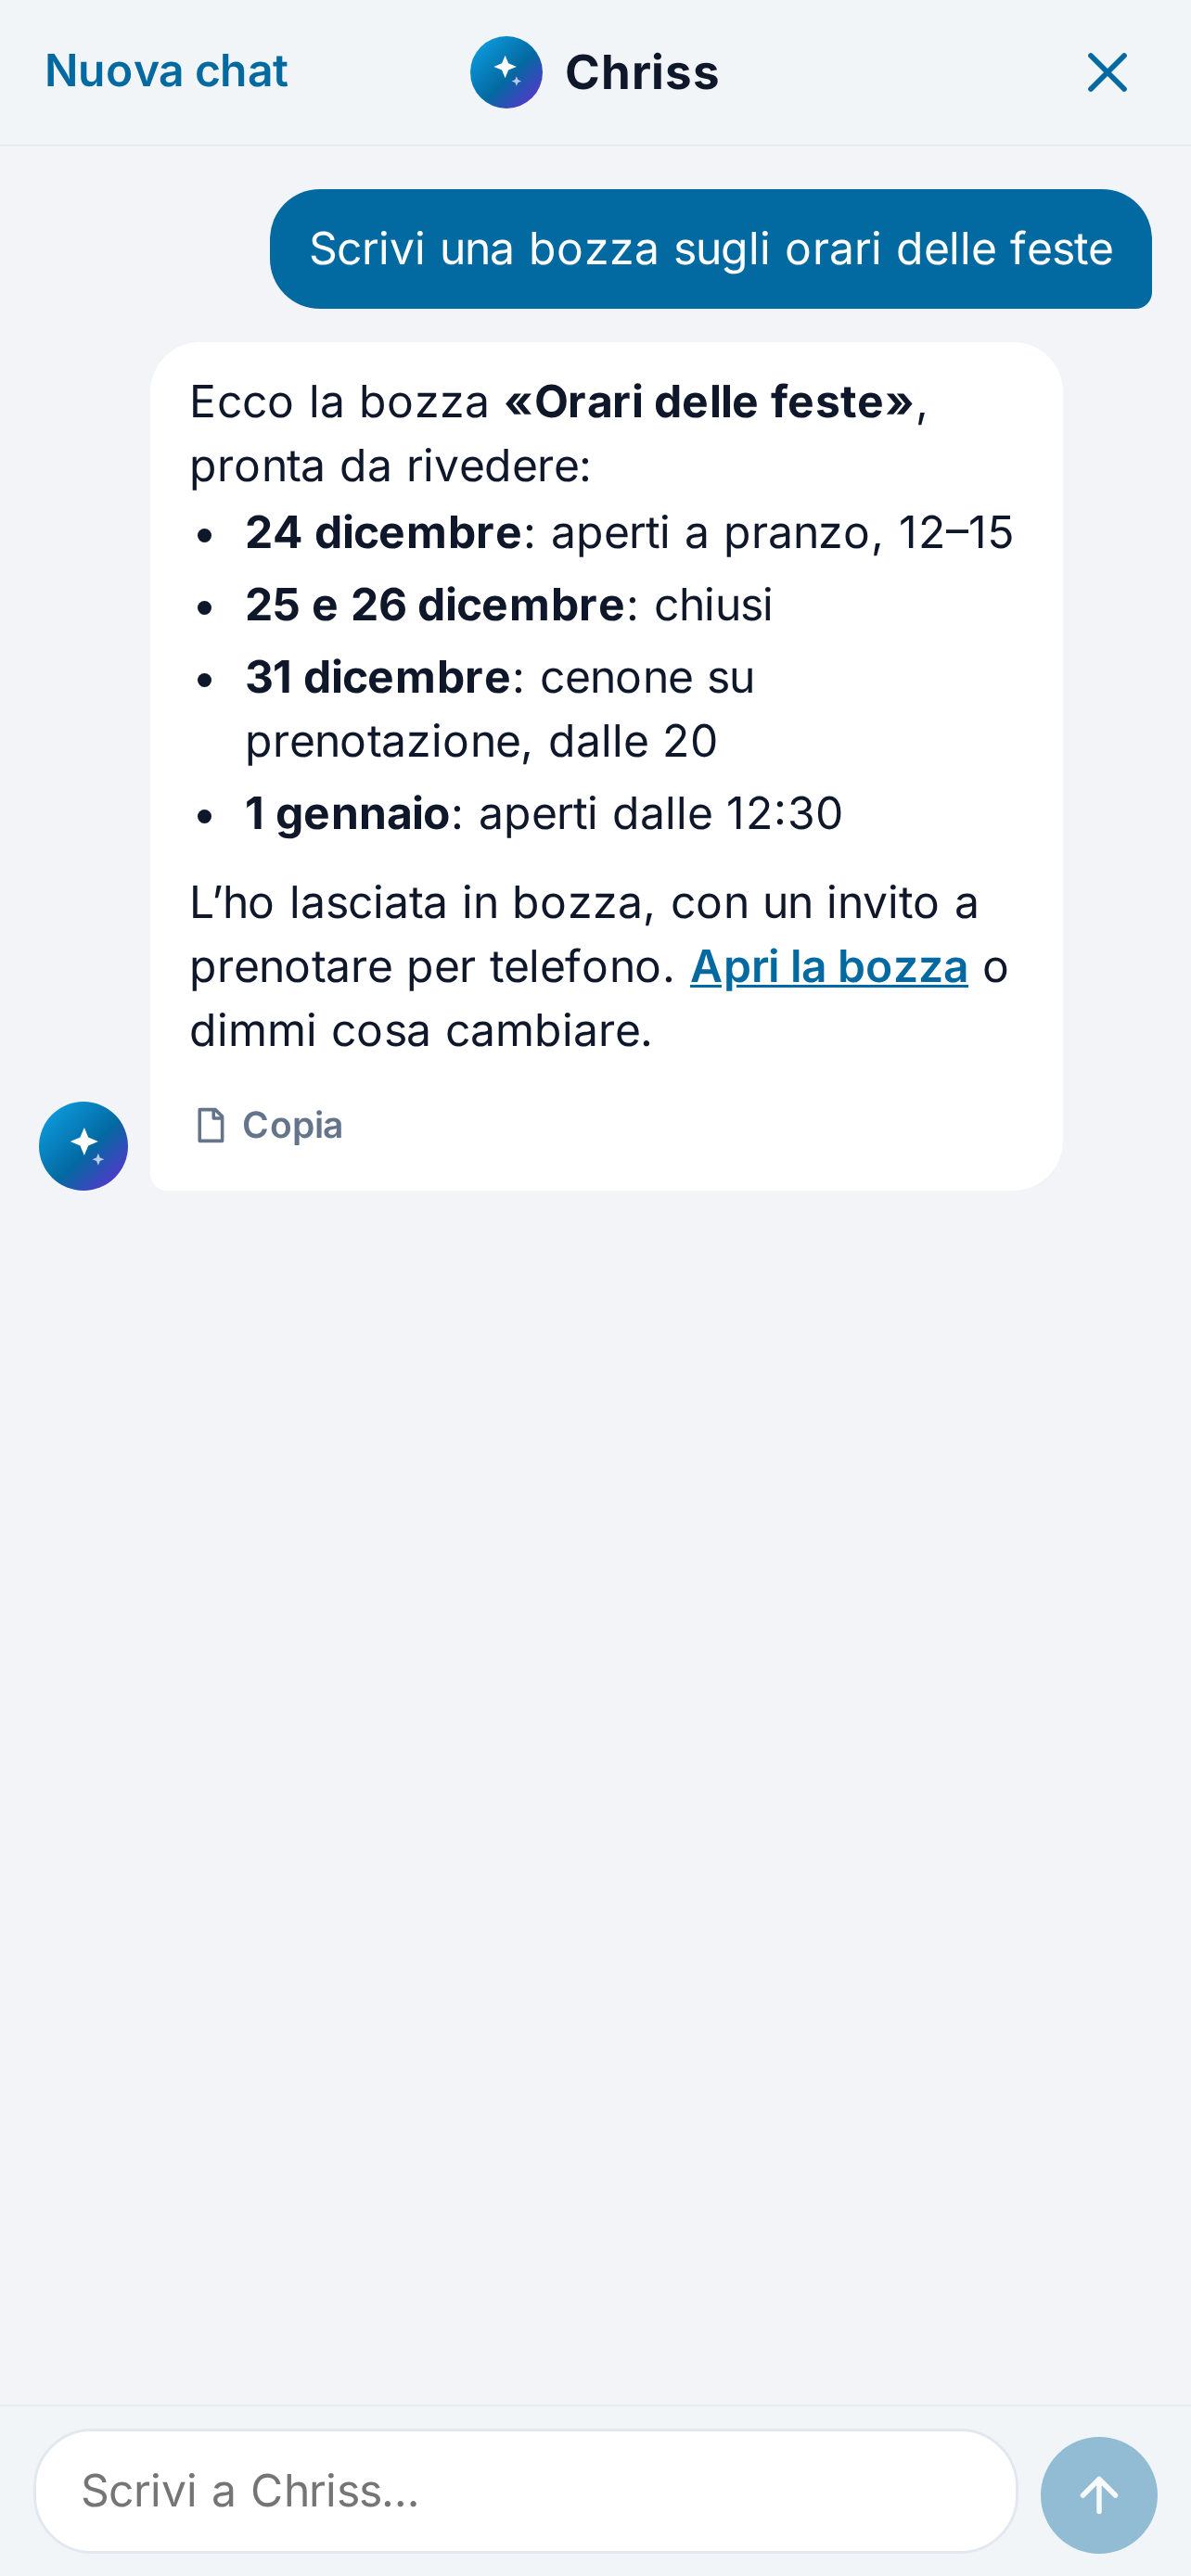 Nuova chat
Chriss
Scrivi una bozza sugli orari delle feste
Ecco la bozza «Orari delle feste»,
pronta da rivedere:
• 24 dicembre: aperti a pranzo, 12–15
• 25 e 26 dicembre: chiusi
• 31 dicembre: cenone su
prenotazione, dalle 20
• 1 gennaio: aperti dalle 12:30
L’ho lasciata in bozza, con un invito a
prenotare per telefono. Apri la bozza o
dimmi cosa cambiare.
Copia
Scrivi a Chriss...